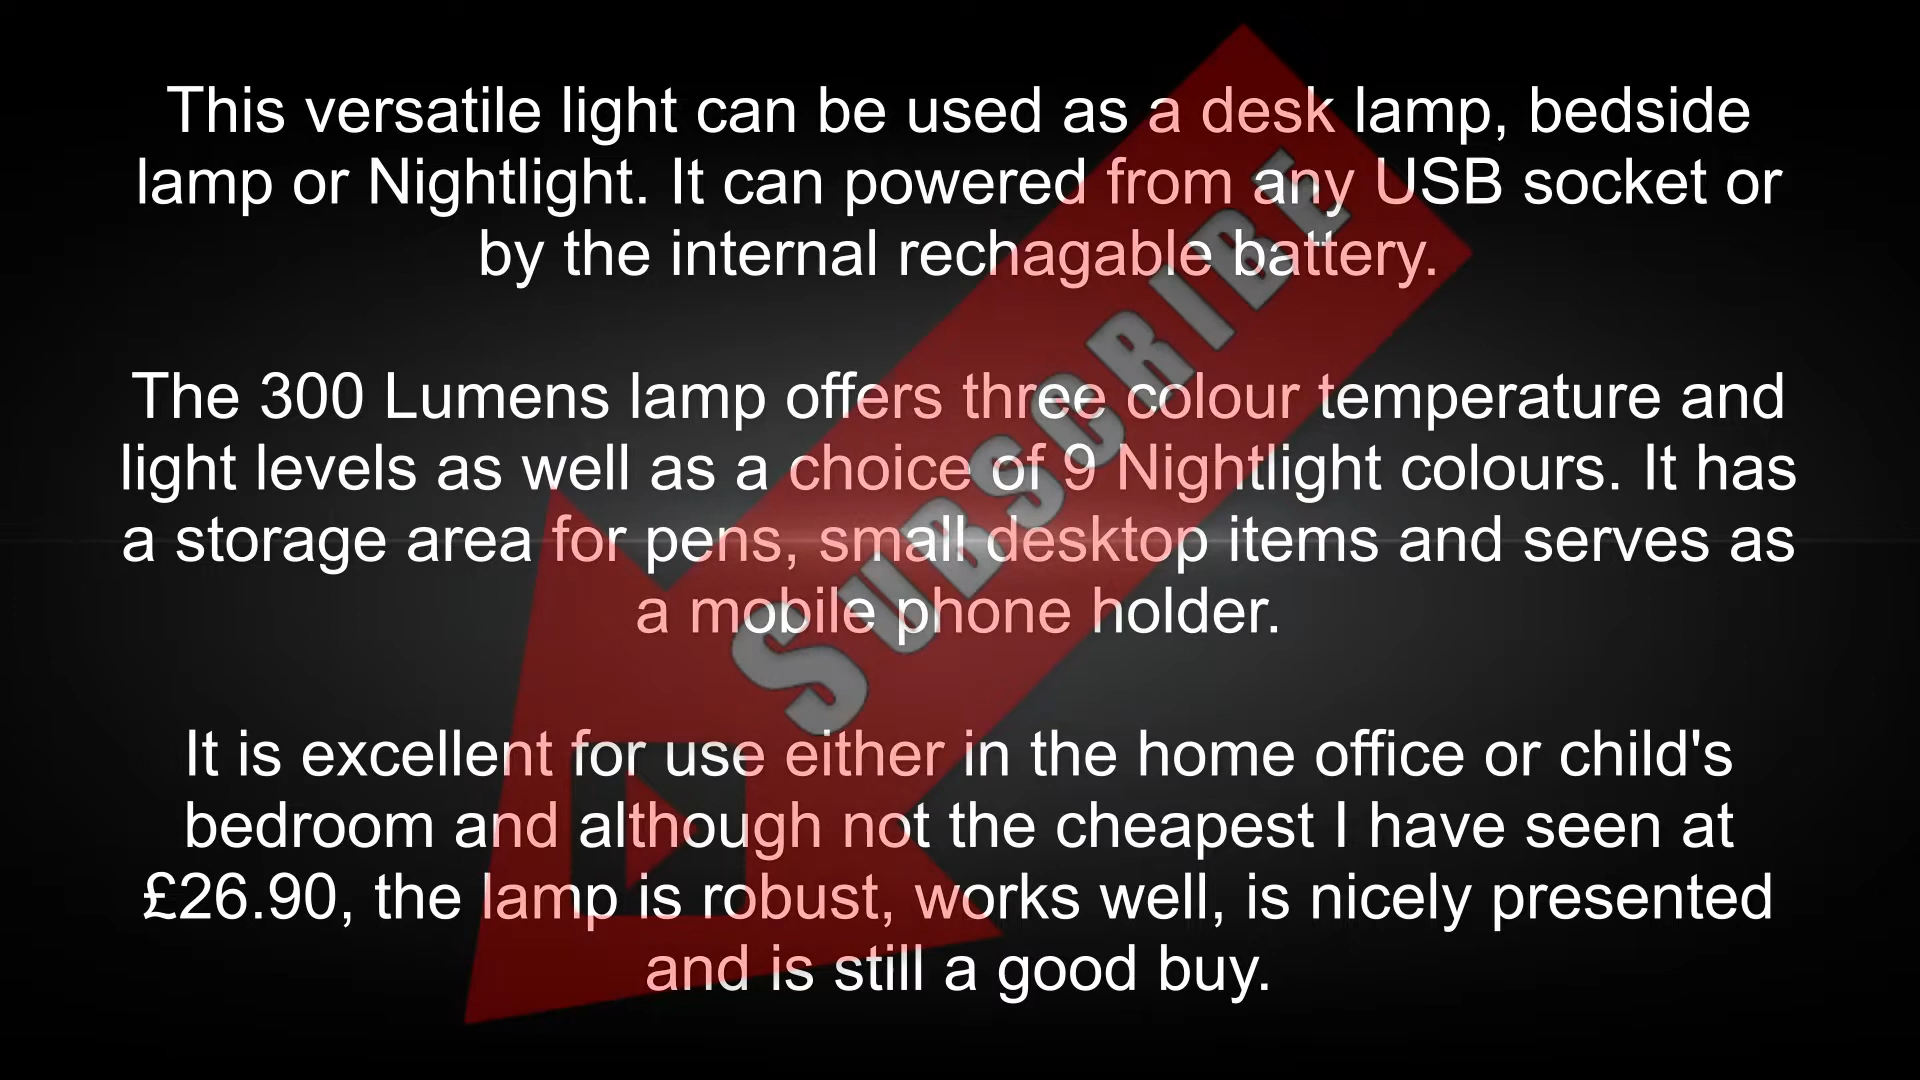 This versatile light can be used as a desk lamp, bedside
lamp or Nightlight. It can powered from any USB socket or
by the internal rechagable battery.
The 300 Lumens lamp offers three colour temperature and
light levels as well as a choice of 9 Nightlight colours. It has
a storage area for pens, small desktop items and serves as
a mobile phone holder.
It is excellent for use either in the home office or child's
bedroom and although not the cheapest I have seen at
£26.90, the lamp is robust, works well, is nicely presented
and is still a good buy.
SUBSCRIBE